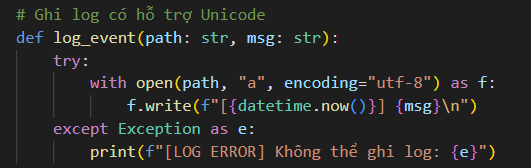 # Ghi log có hỗ trợ Unicode
def log_event(path: str, msg: str):
    try:
        with open(path, "a", encoding="utf-8") as f:
            f.write(f"[{datetime.now()}] {msg}\n")
    except Exception as e:
        print(f"[LOG ERROR] Không thể ghi log: {e}")